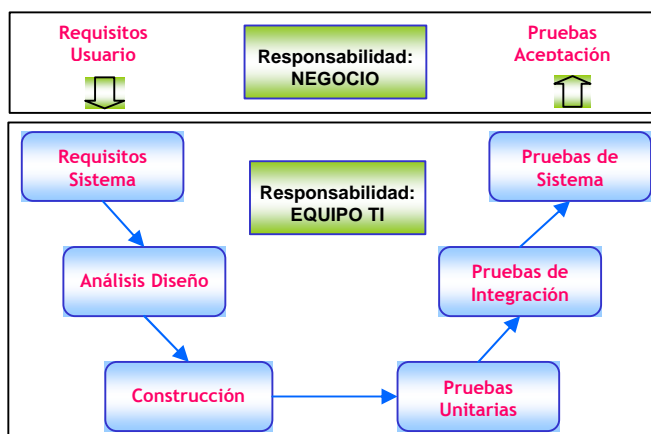 Requisitos
Usuario
Responsabilidad:
NEGOCIO
Pruebas
Aceptación
Requisitos
Sistema
Responsabilidad:
EQUIPO TI
Pruebas de
Sistema
Análisis Diseño
Pruebas de
Integración
Construcción
Pruebas
Unitarias